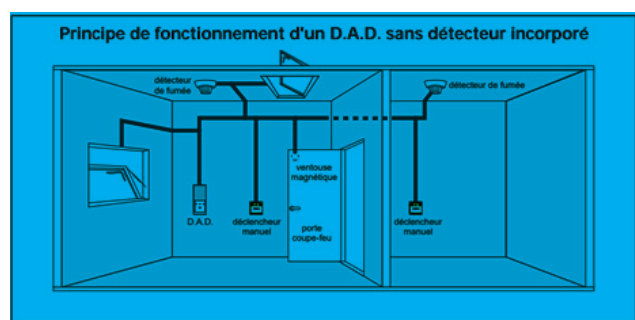 Principe de fonctionnement d'un D.A.D. sans détecteur incorporé
détecteur
de fumée
détecteur de fumée
ventouse
magnétique
D.A.D.
déclencheur
manuel
porte
coupe-feu
déclencheur
manuel